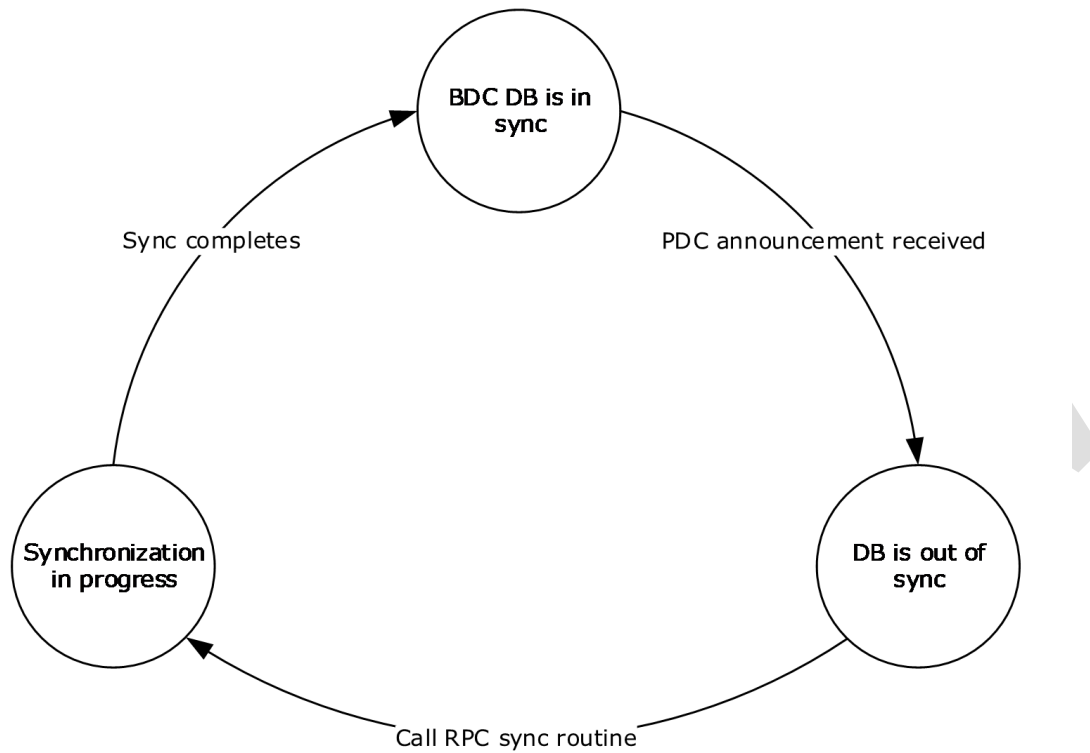 BDC DB is in
sync
Sync completes
PDC announcement received
Synchronization
in progress
DB is out of
sync
Call RPC sync routine